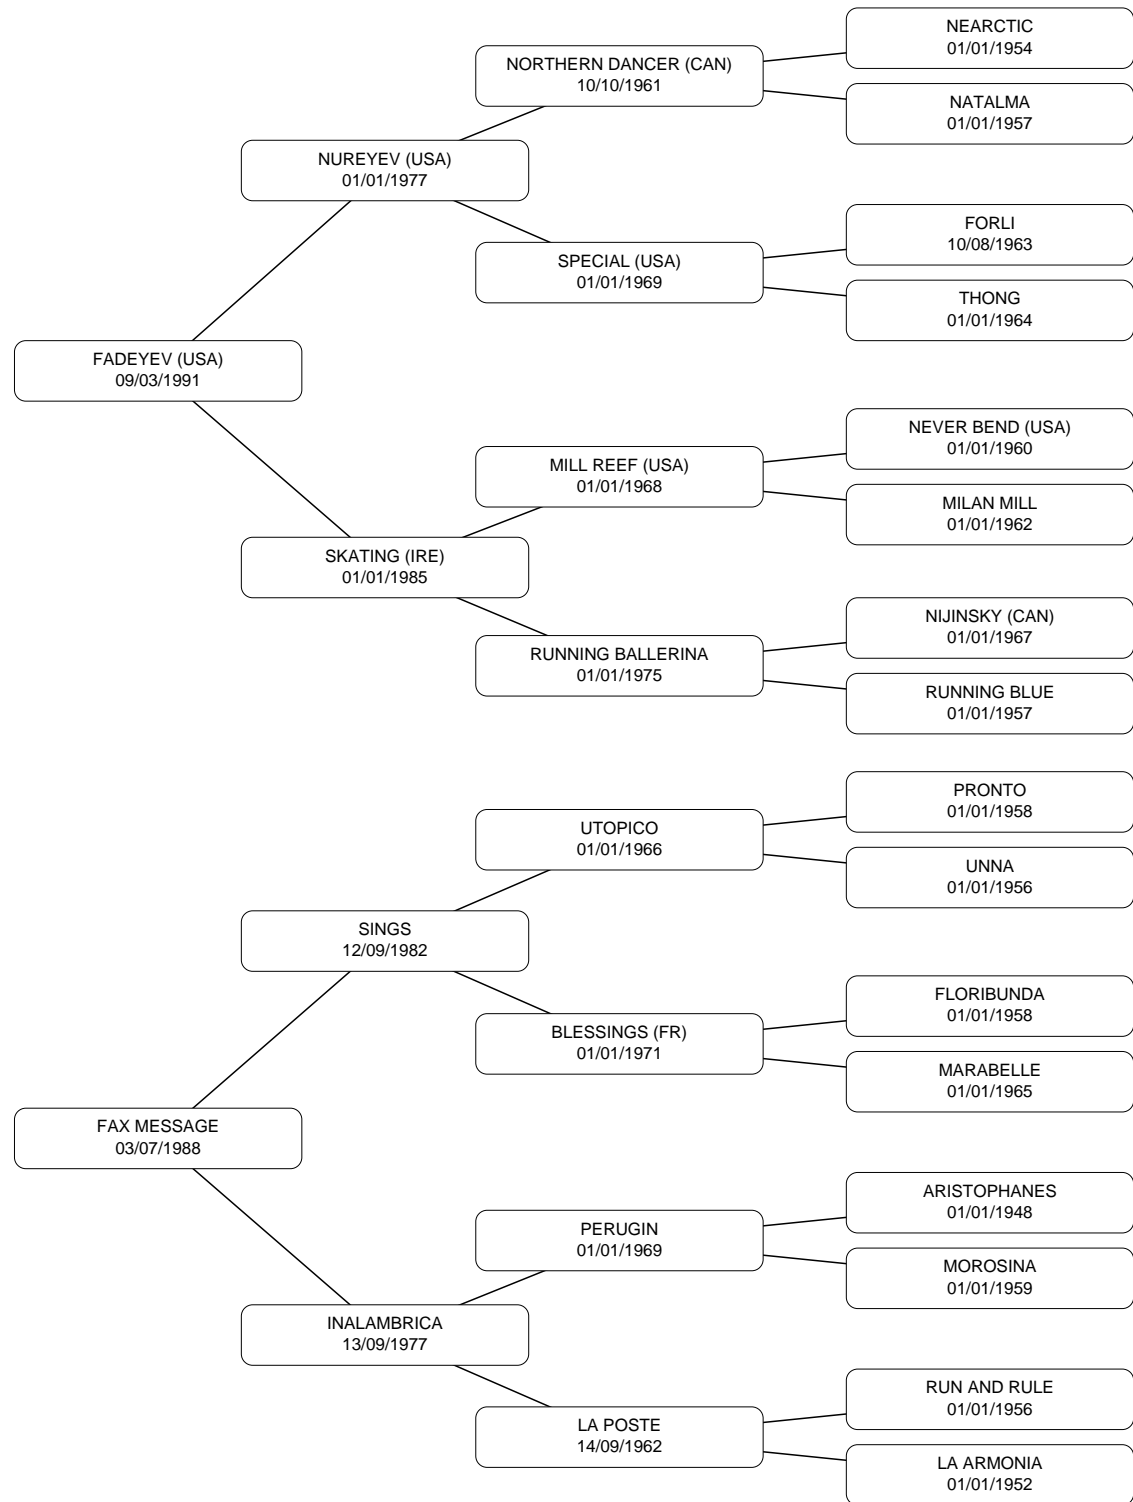 NEARCTIC
01/01/1954
NORTHERN DANCER (CAN)
10/10/1961
NATALMA
01/01/1957
NUREYEV (USA)
01/01/1977
FORLI
10/08/1963
SPECIAL (USA)
01/01/1969
THONG
01/01/1964
FADEYEV (USA)
09/03/1991
NEVER BEND (USA)
01/01/1960
MILL REEF (USA)
01/01/1968
MILAN MILL
01/01/1962
SKATING (IRE)
01/01/1985
NIJINSKY (CAN)
01/01/1967
RUNNING BALLERINA
01/01/1975
RUNNING BLUE
01/01/1957
PRONTO
01/01/1958
UTOPICO
01/01/1966
UNNA
01/01/1956
SINGS
12/09/1982
FLORIBUNDA
01/01/1958
BLESSINGS (FR)
01/01/1971
MARABELLE
01/01/1965
FAX MESSAGE
03/07/1988
ARISTOPHANES
01/01/1948
PERUGIN
01/01/1969
MOROSINA
01/01/1959
INALAMBRICA
13/09/1977
RUN AND RULE
01/01/1956
LA POSTE
14/09/1962
LA ARMONIA
01/01/1952